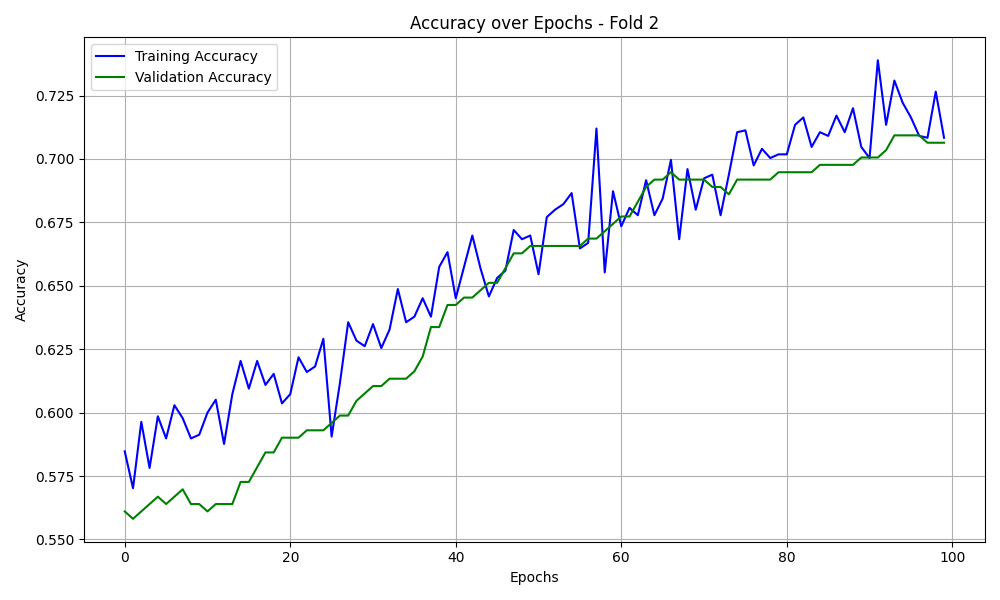 Accuracy over Epochs - Fold 2
Training Accuracy
Validation Accuracy
0.725
0.700
0.675
0.650
0.625
0.600
0.575
0.550
Accuracy
0 20 40 60 80 100
Epochs